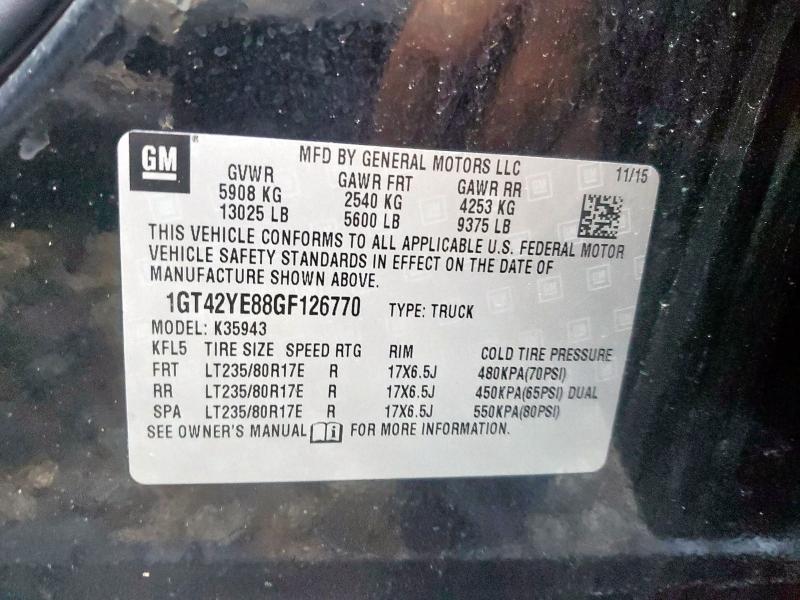 GM
MFD BY GENERAL MOTORS LLC 11/15
GVWR GAWR FRT GAWR RR
5908 KG 2540 KG 4253 KG
13025 LB 5600 LB 9375 LB
THIS VEHICLE CONFORMS TO ALL APPLICABLE U.S. FEDERAL MOTOR
VEHICLE SAFETY STANDARDS IN EFFECT ON THE DATE OF
MANUFACTURE SHOWN ABOVE.
1GT42YE88GF126770 TYPE: TRUCK
MODEL: K35943
KFL5 TIRE SIZE SPEED RTG RIM COLD TIRE PRESSURE
FRT LT235/80R17E R 17X6.5J 480KPA(70PSI)
RR LT235/80R17E R 17X6.5J 450KPA(65PSI) DUAL
SPA LT235/80R17E R 17X6.5J 550KPA(80PSI)
SEE OWNER'S MANUAL FOR MORE INFORMATION.